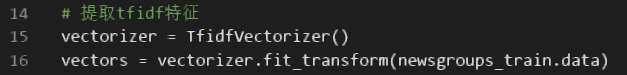 14 # 提取tfidf特征
15 vectorizer = TfidfVectorizer()
16 vectors = vectorizer.fit_transform(newsgroups_train.data)